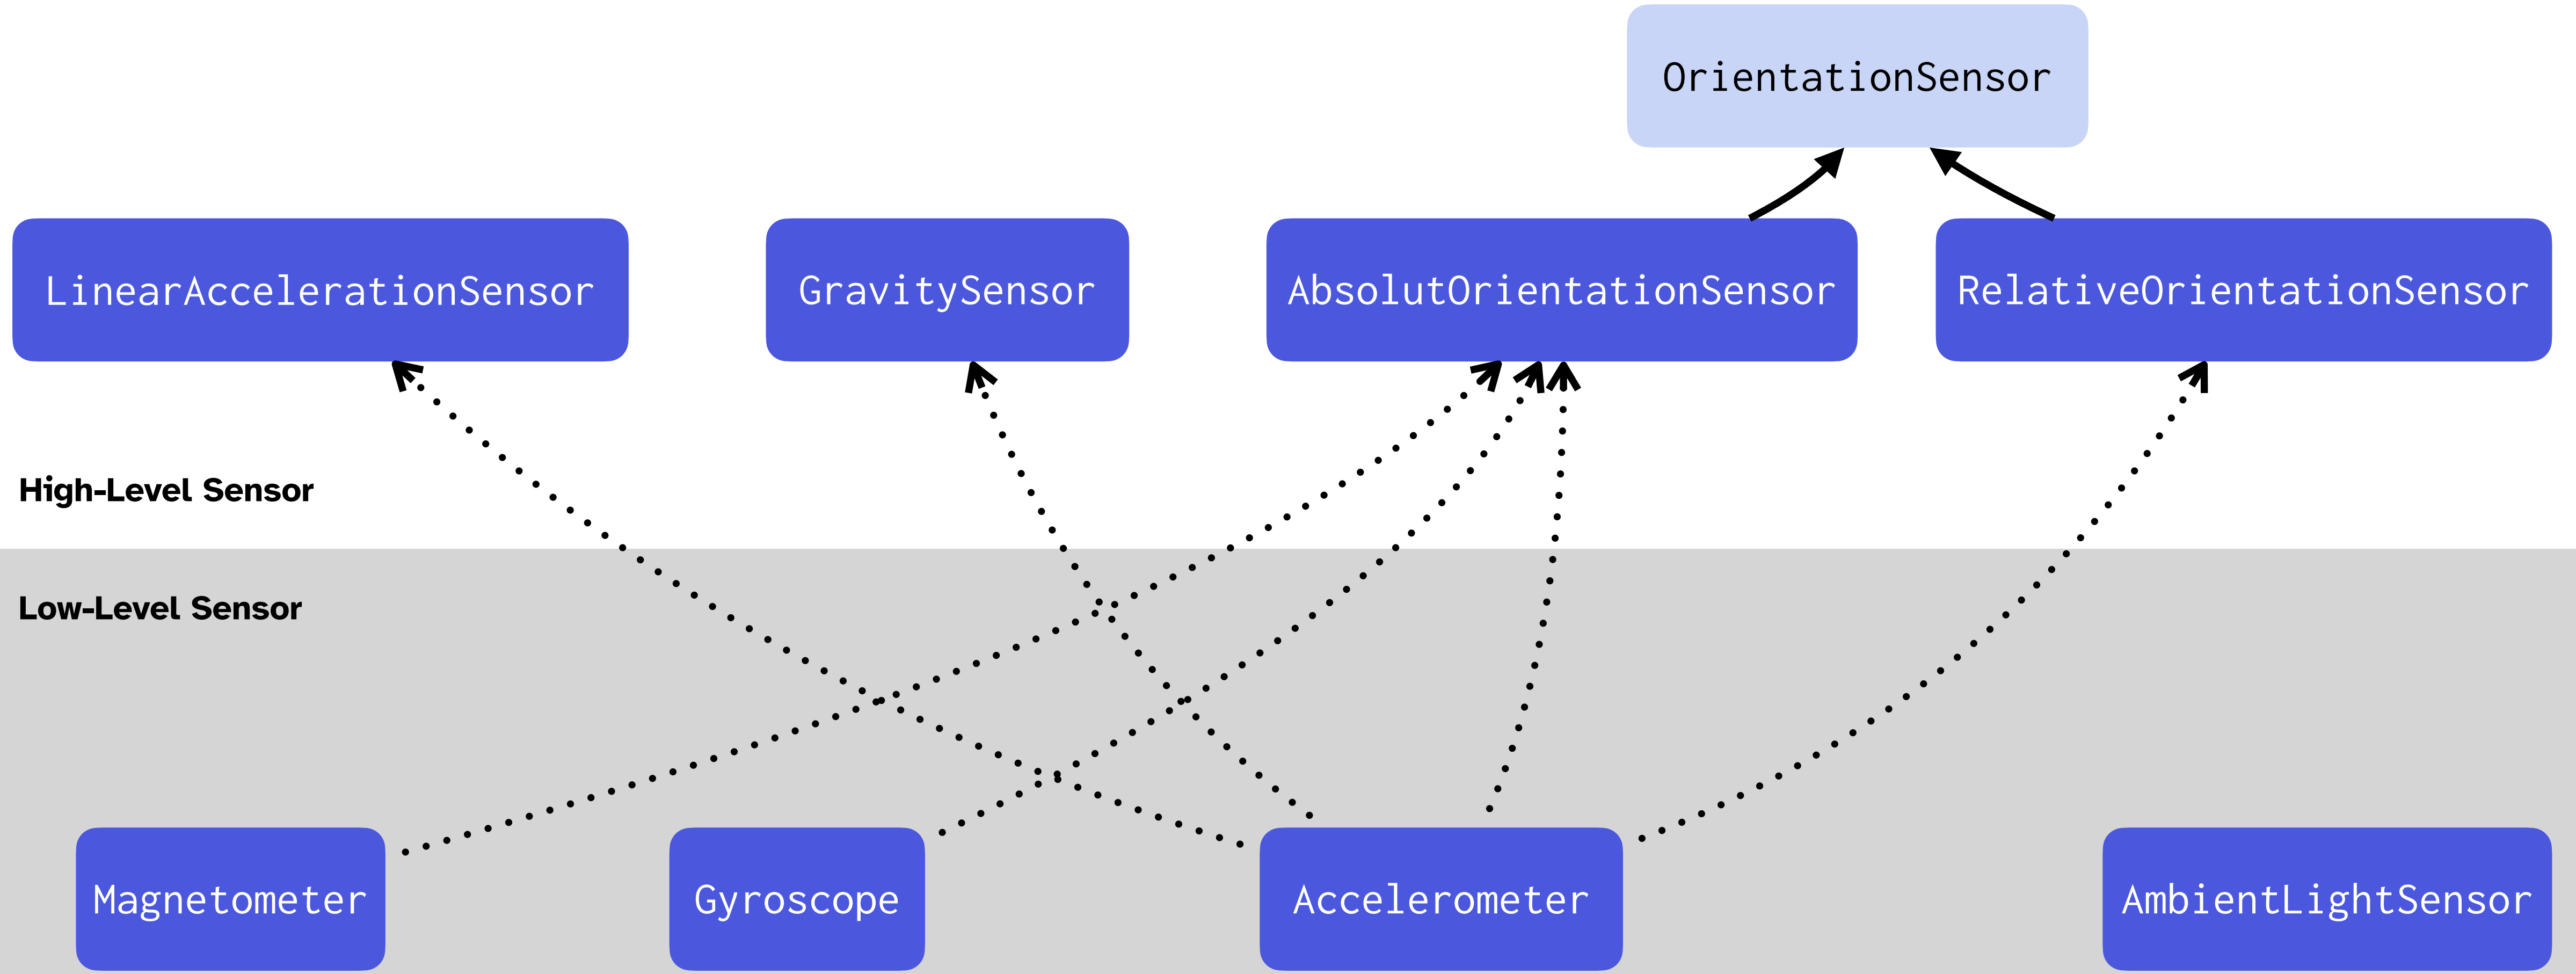 OrientationSensor
LinearAccelerationSensor
GravitySensor
AbsolutOrientationSensor
RelativeOrientationSensor
High-Level Sensor
Low-Level Sensor
Magnetometer
Gyroscope
Accelerometer
AmbientLightSensor